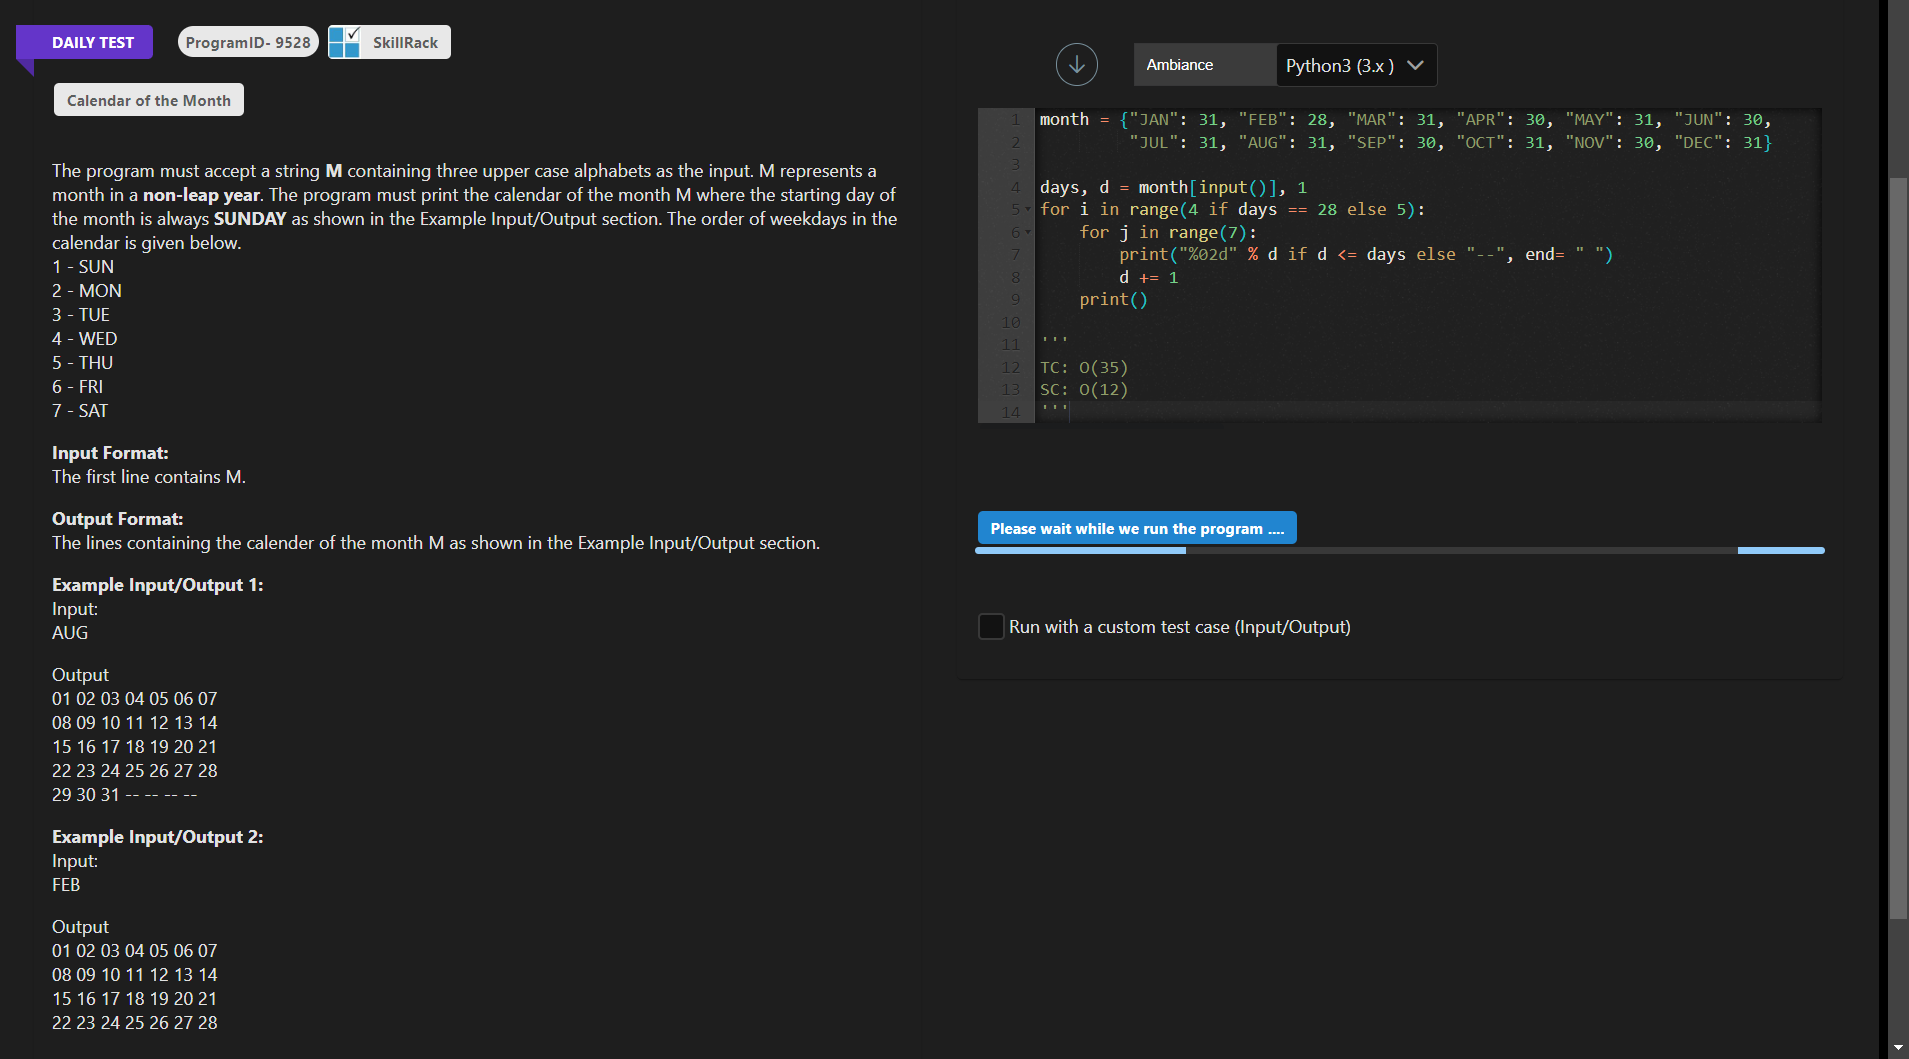 DAILY TEST
ProgramID- 9528
SkillRack
Calendar of the Month
The program must accept a string M containing three upper case alphabets as the input. M represents a
month in a non-leap year. The program must print the calendar of the month M where the starting day of
the month is always SUNDAY as shown in the Example Input/Output section. The order of weekdays in the
calendar is given below.
1 - SUN
2 - MON
3 - TUE
4 - WED
5 - THU
6 - FRI
7 - SAT
Input Format:
The first line contains M.
Output Format:
The lines containing the calender of the month M as shown in the Example Input/Output section.
Example Input/Output 1:
Input:
AUG
Output
01 02 03 04 05 06 07
08 09 10 11 12 13 14
15 16 17 18 19 20 21
22 23 24 25 26 27 28
29 30 31 -- -- -- --
Example Input/Output 2:
Input:
FEB
Output
01 02 03 04 05 06 07
08 09 10 11 12 13 14
15 16 17 18 19 20 21
22 23 24 25 26 27 28
Ambiance
Python3 (3.x )
1 month = {"JAN": 31, "FEB": 28, "MAR": 31, "APR": 30, "MAY": 31, "JUN": 30,
2 "JUL": 31, "AUG": 31, "SEP": 30, "OCT": 31, "NOV": 30, "DEC": 31}
3
4 days, d = month[input()], 1
5 for i in range(4 if days == 28 else 5):
6 for j in range(7):
7 print("%02d" % d if d <= days else "--", end= " ")
8 d += 1
9 print()
10
11 '''
12 TC: O(35)
13 SC: O(12)
14 '''
Please wait while we run the program ....
Run with a custom test case (Input/Output)